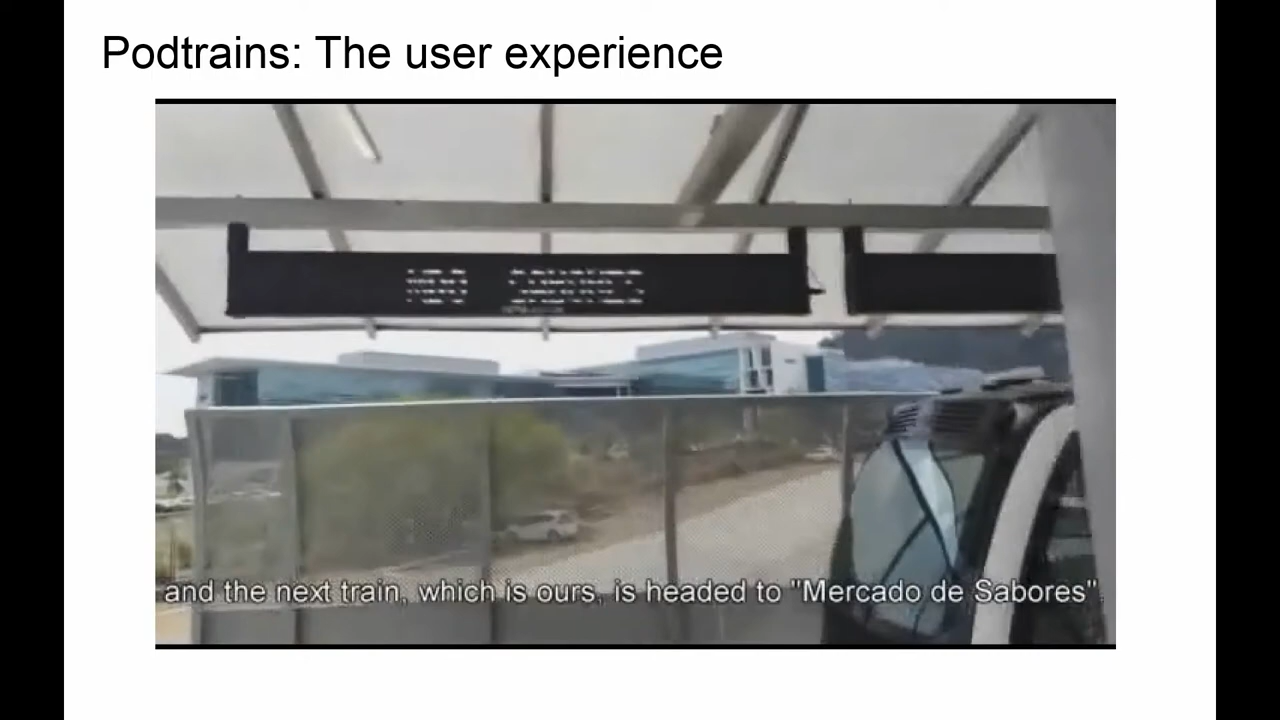 Podtrains: The user experience
and the next train, which is ours, is headed to "Mercado de Sabores"